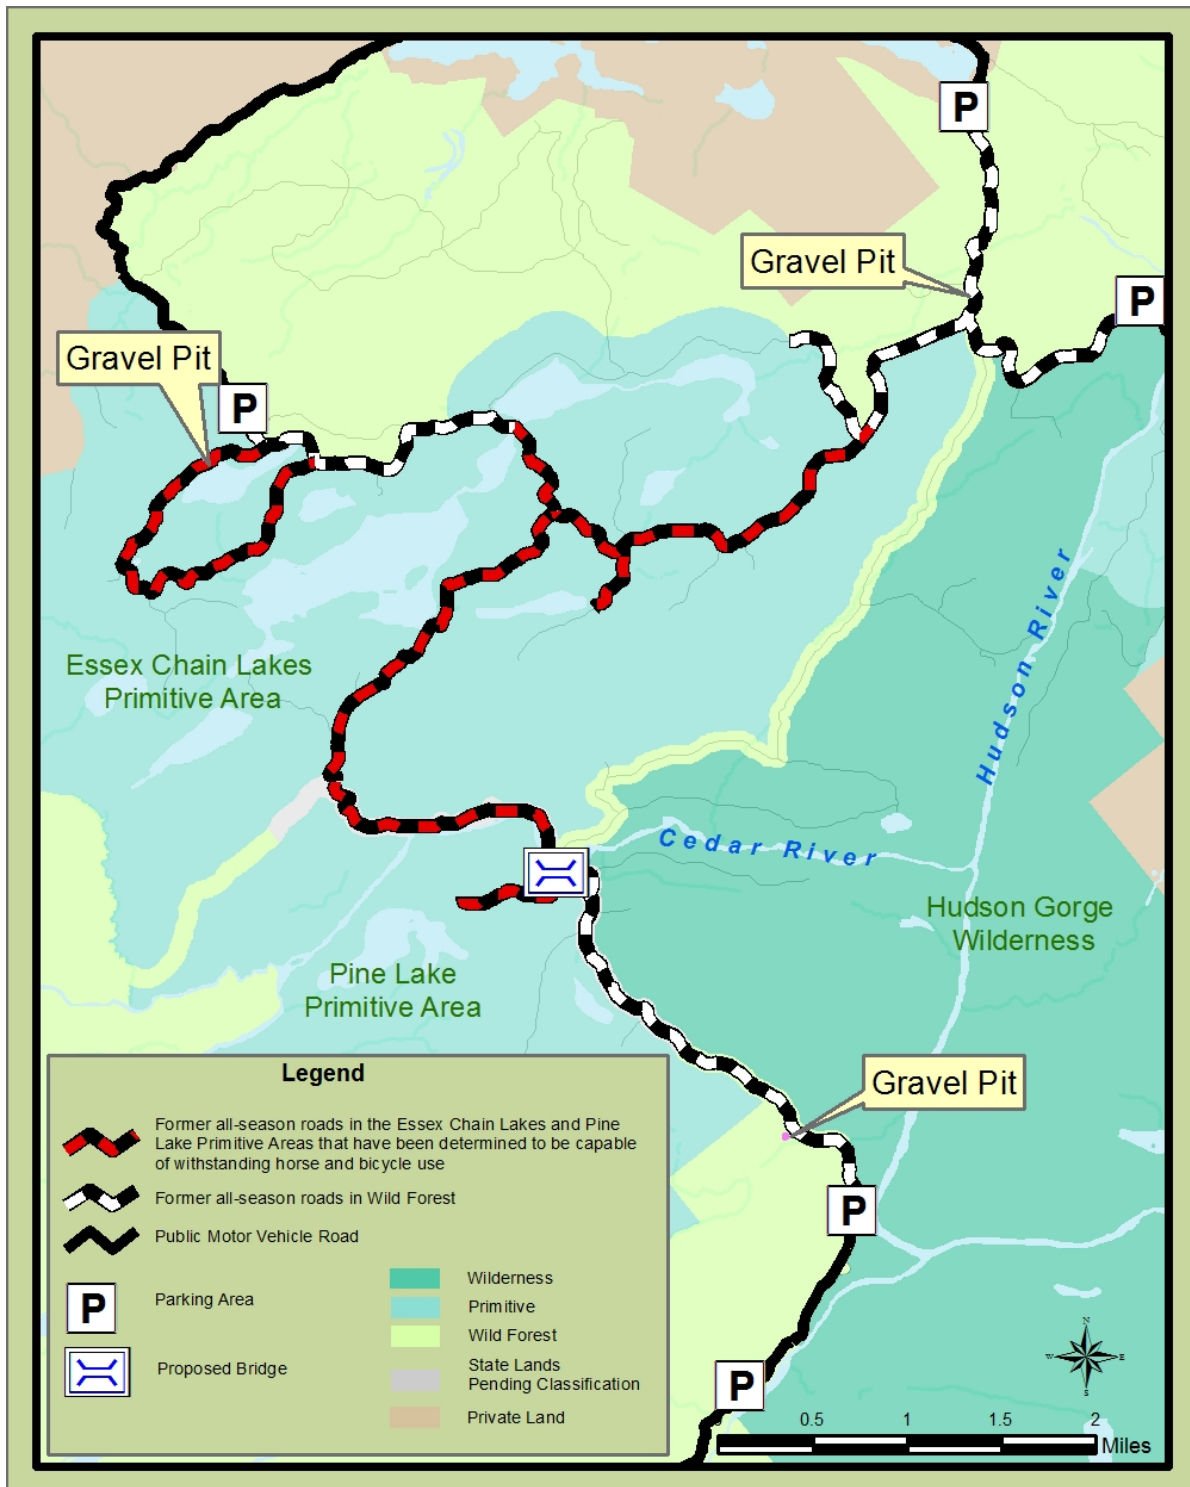 P
Gravel Pit
P
Gravel Pit
P
Hudson River
Essex Chain Lakes
Primitive Area
Cedar River
Hudson Gorge
Wilderness
Pine Lake
Primitive Area
Gravel Pit
P
P
Legend
Former all-season roads in the Essex Chain Lakes and Pine
Lake Primitive Areas that have been determined to be capable
of withstanding horse and bicycle use
Former all-season roads in Wild Forest
Public Motor Vehicle Road
P
Parking Area
Proposed Bridge
Wilderness
Primitive
Wild Forest
State Lands
Pending Classification
Private Land
N
W E
S
0.5 1 1.5 2
Miles